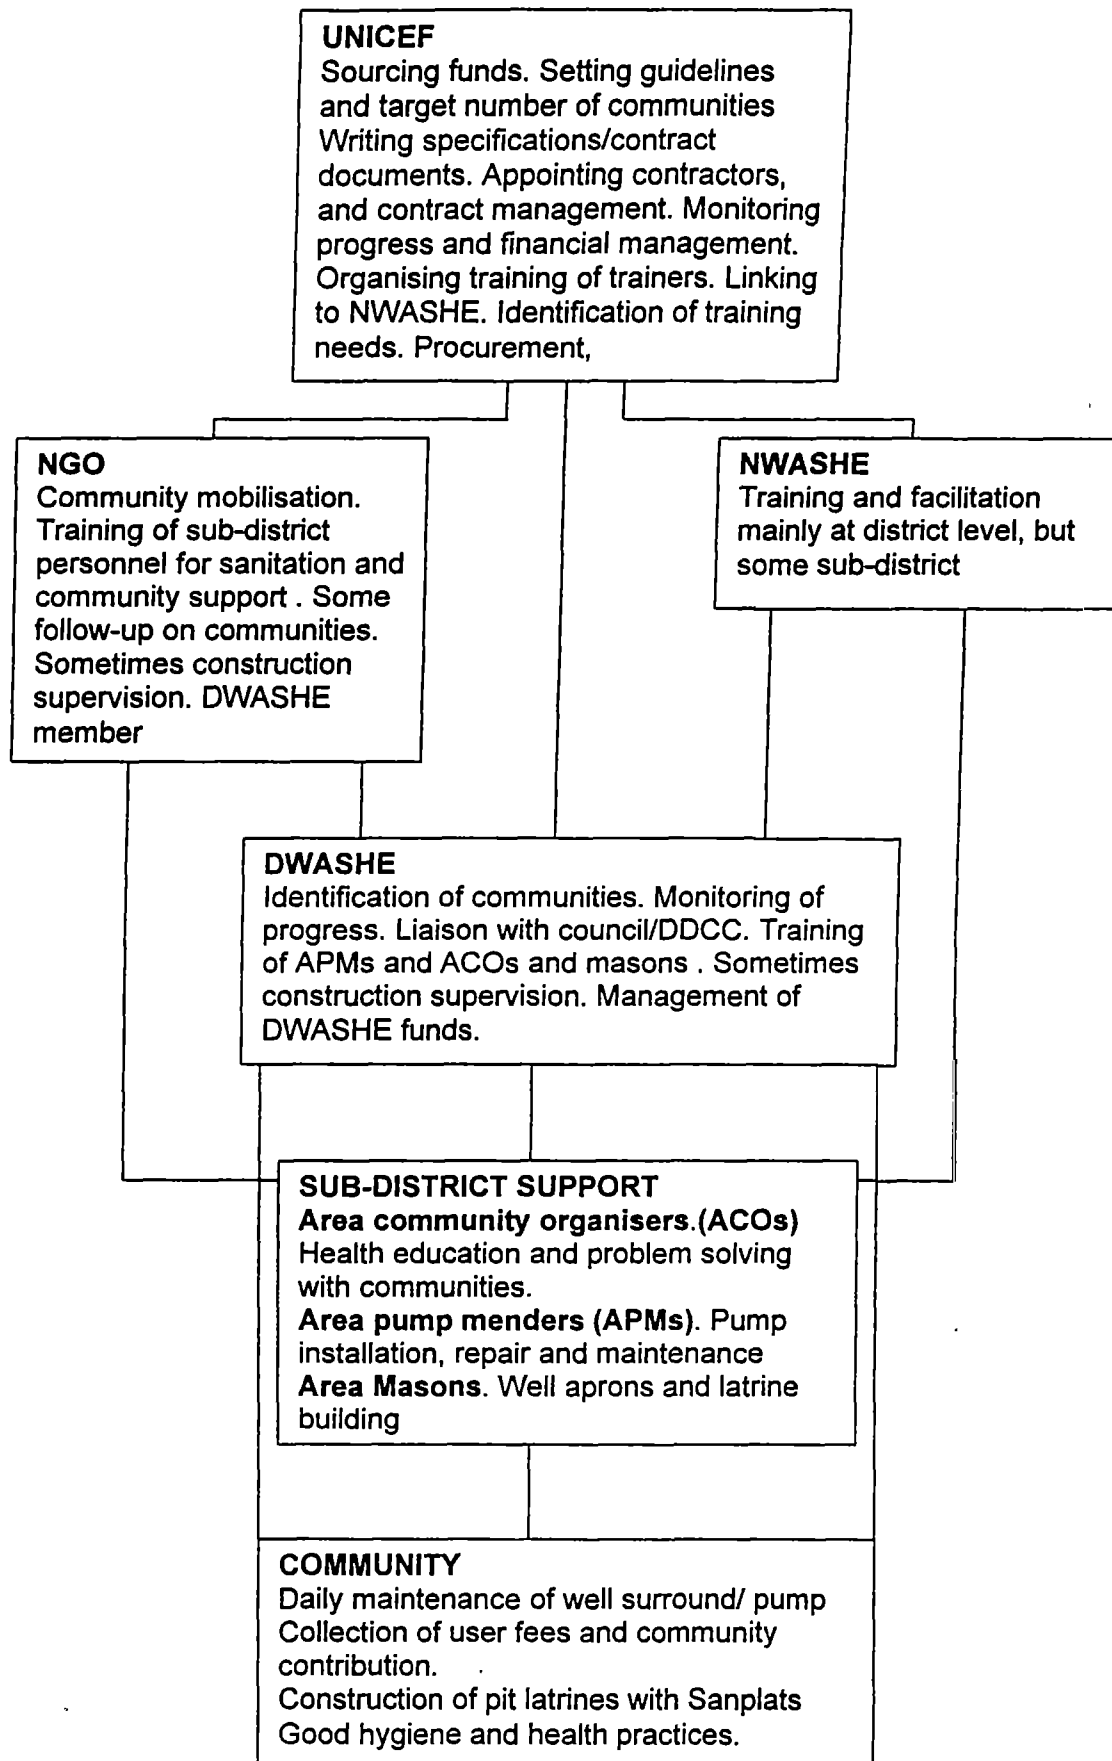 UNICEF
Sourcing funds. Setting guidelines
and target number of communities
Writing specifications/contract
documents. Appointing contractors,
and contract management. Monitoring
progress and financial management.
Organising training of trainers. Linking
to NWASHE. Identification of training
needs. Procurement,
NGO
Community mobilisation.
Training of sub-district
personnel for sanitation and
community support . Some
follow-up on communities.
Sometimes construction
supervision. DWASHE
member
NWASHE
Training and facilitation
mainly at district level, but
some sub-district
DWASHE
Identification of communities. Monitoring of
progress. Liaison with council/DDCC. Training
of APMs and ACOs and masons . Sometimes
construction supervision. Management of
DWASHE funds.
SUB-DISTRICT SUPPORT
Area community organisers.(ACOs)
Health education and problem solving
with communities.
Area pump menders (APMs). Pump
installation, repair and maintenance
Area Masons. Well aprons and latrine
building
COMMUNITY
Daily maintenance of well surround/ pump
Collection of user fees and community
contribution.
Construction of pit latrines with Sanplats
Good hygiene and health practices.